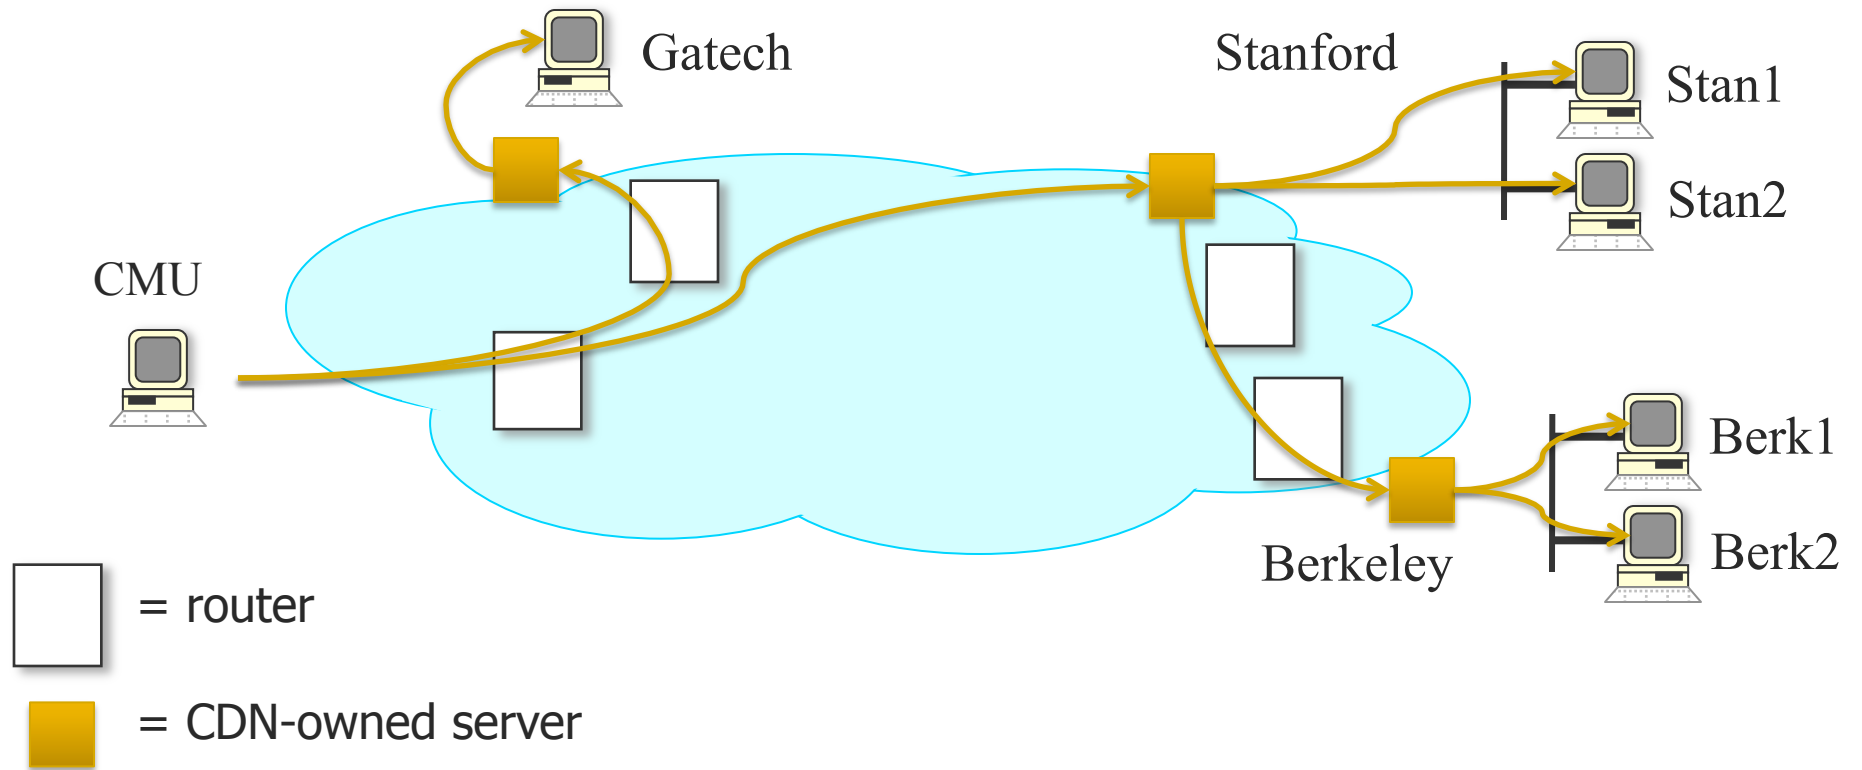 Gatech
Stanford
Stan1
Stan2
CMU
Berk1
Berkeley
Berk2
= router
= CDN-owned server